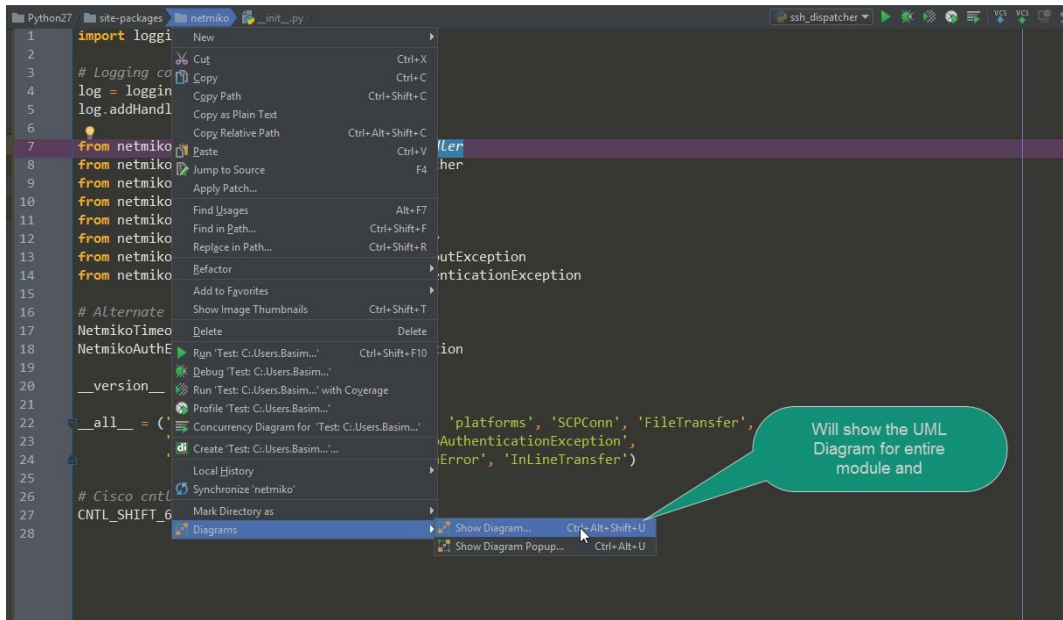 Python27 site-packages netmiko __init__.py ssh_dispatcher VCS VCS
1 import loggi
2
3 # Logging co
4 log = loggin
5 log.addHandl
6
7 from netmiko ller
8 from netmiko cher
9 from netmiko
10 from netmiko
11 from netmiko
12 from netmiko
13 from netmiko outException
14 from netmiko enticationException
15
16 # Alternate
17 NetmikoTimeo
18 NetmikoAuthE ion
19
20 __version__
21
22 __all__ = (' 'platforms', 'SCPConn', 'FileTransfer',
23 ' oAuthenticationException',
24 ' nError', 'InLineTransfer')
25
26 # Cisco cntl
27 CNTL_SHIFT_6
28
New
Cut Ctrl+X
Copy Ctrl+C
Copy Path Ctrl+Shift+C
Copy as Plain Text
Copy Relative Path Ctrl+Alt+Shift+C
Paste Ctrl+V
Jump to Source F4
Apply Patch...
Find Usages Alt+F7
Find in Path... Ctrl+Shift+F
Replace in Path... Ctrl+Shift+R
Refactor
Add to Favorites
Show Image Thumbnails Ctrl+Shift+T
Delete Delete
Run 'Test: C:.Users.Basim...' Ctrl+Shift+F10
Debug 'Test: C:.Users.Basim...'
Run 'Test: C:.Users.Basim...' with Coverage
Profile 'Test: C:.Users.Basim...'
Concurrency Diagram for 'Test: C:.Users.Basim...'
Create 'Test: C:.Users.Basim...'...
Local History
Synchronize 'netmiko'
Mark Directory as
Diagrams
Show Diagram... Ctrl+Alt+Shift+U
Show Diagram Popup... Ctrl+Alt+U
Will show the UML
Diagram for entire
module and